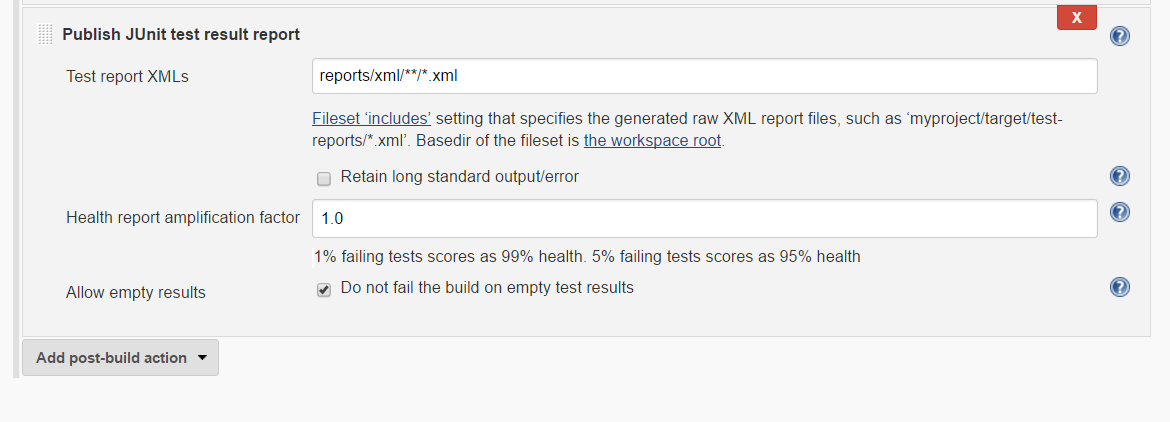 X
Publish JUnit test result report
?
Test report XMLs
reports/xml/**/*.xml
Fileset ‘includes’ setting that specifies the generated raw XML report files, such as ‘myproject/target/test-
reports/*.xml’. Basedir of the fileset is the workspace root.
Retain long standard output/error
?
Health report amplification factor
1.0
?
1% failing tests scores as 99% health. 5% failing tests scores as 95% health
Allow empty results
Do not fail the build on empty test results
?
Add post-build action